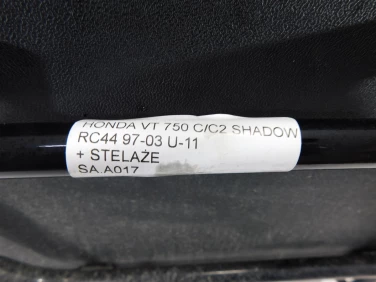 HONDA VT 750 C/C2 SHADOW
RC44 97-03 U-11
+ STELAŻE
SA.A017